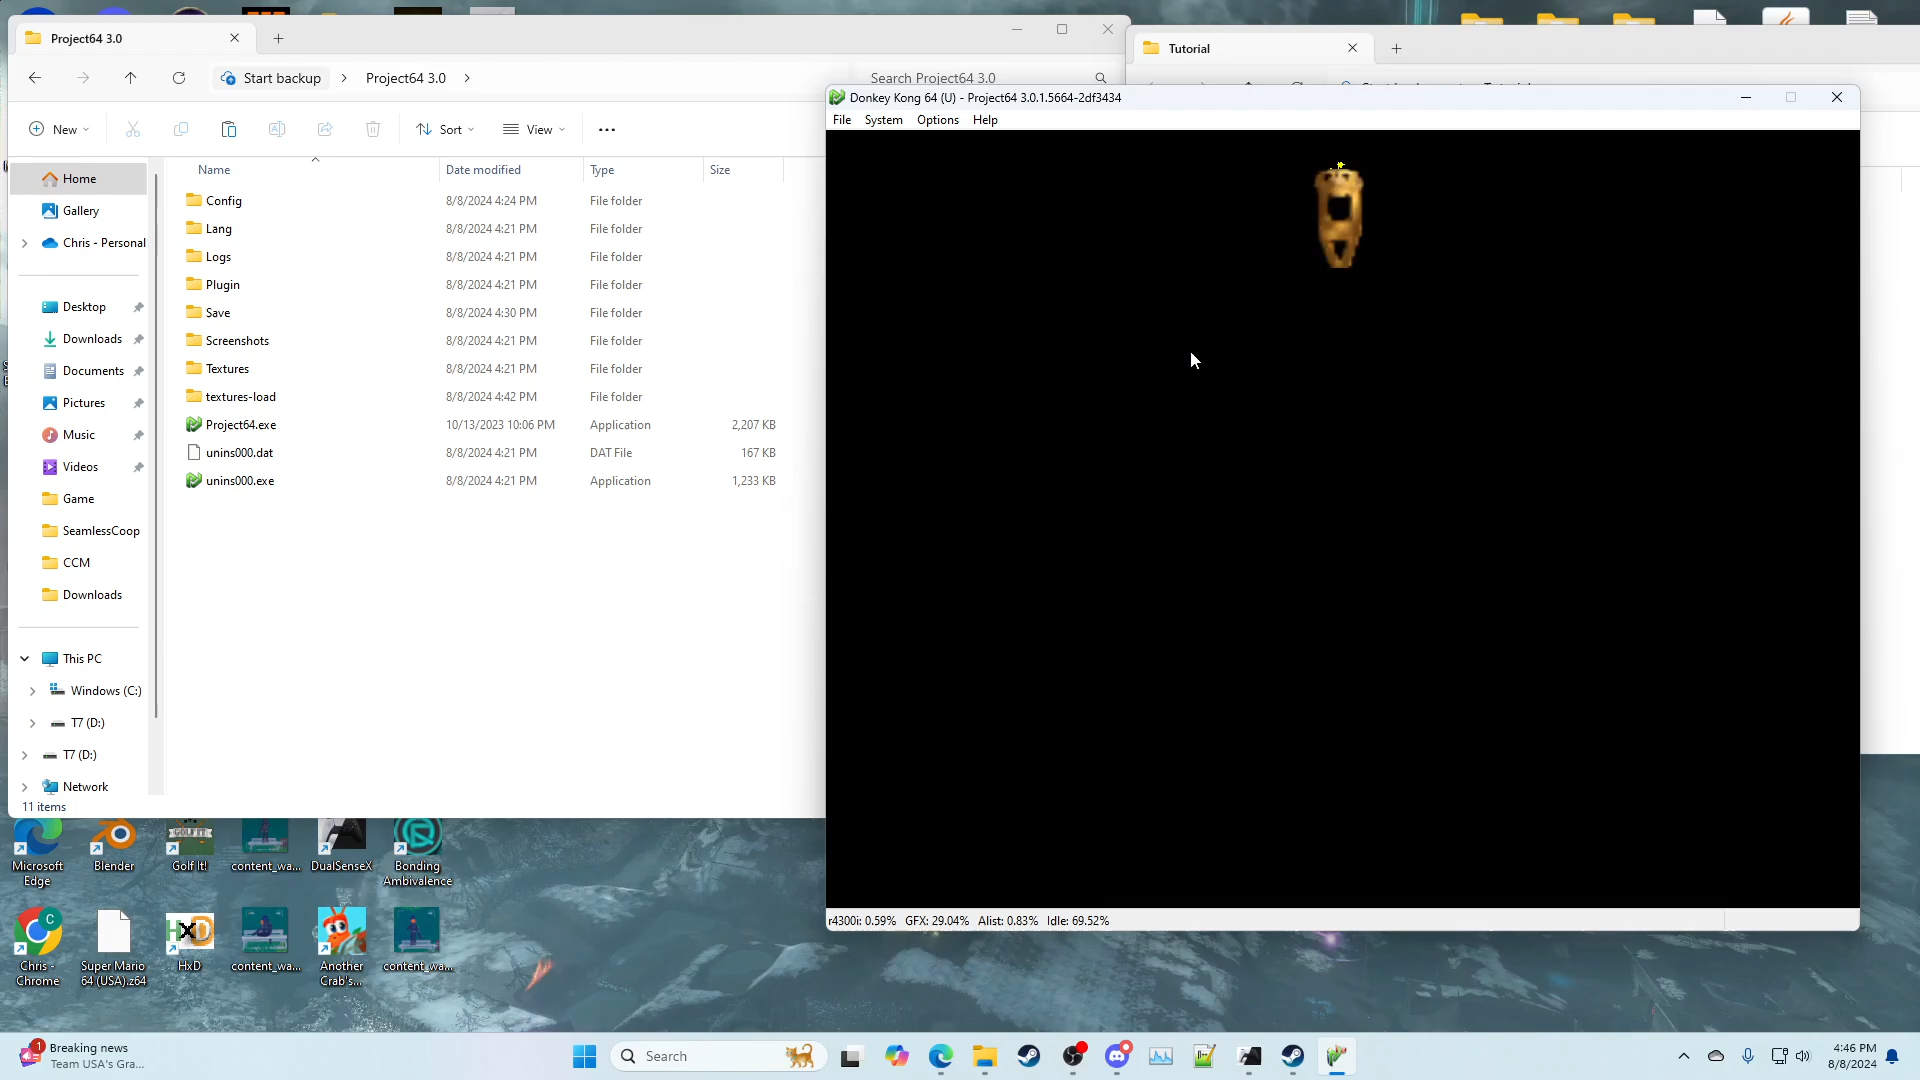 Project64 3.0
Tutorial
Start backup
Project64 3.0
Search Project64 3.0
New
Sort
View
Name
Date modified
Type
Size
Config 8/8/2024 4:24 PM File folder
Lang 8/8/2024 4:21 PM File folder
Logs 8/8/2024 4:21 PM File folder
Plugin 8/8/2024 4:21 PM File folder
Save 8/8/2024 4:30 PM File folder
Screenshots 8/8/2024 4:21 PM File folder
Textures 8/8/2024 4:21 PM File folder
textures-load 8/8/2024 4:42 PM File folder
Project64.exe 10/13/2023 10:06 PM Application 2,207 KB
unins000.dat 8/8/2024 4:21 PM DAT File 167 KB
unins000.exe 8/8/2024 4:21 PM Application 1,233 KB
Home
Gallery
Chris - Personal
Desktop
Downloads
Documents
Pictures
Music
Videos
Game
SeamlessCoop
CCM
Downloads
This PC
Windows (C:)
T7 (D:)
T7 (D:)
Network
11 items
Donkey Kong 64 (U) - Project64 3.0.1.5664-2df3434
File System Options Help
r4300i: 0.59% GFX: 29.04% Alist: 0.83% Idle: 69.52%
Microsoft
Edge
Blender
GOLF IT!
Golf It!
content_wa...
DualSenseX
Bonding
Ambivalence
C
Chris -
Chrome
Super Mario
64 (USA).z64
HxD
HxD
content_wa...
Another
Crab's...
content_wa...
1
Breaking news
Team USA's Gra...
Search
4:46 PM
8/8/2024